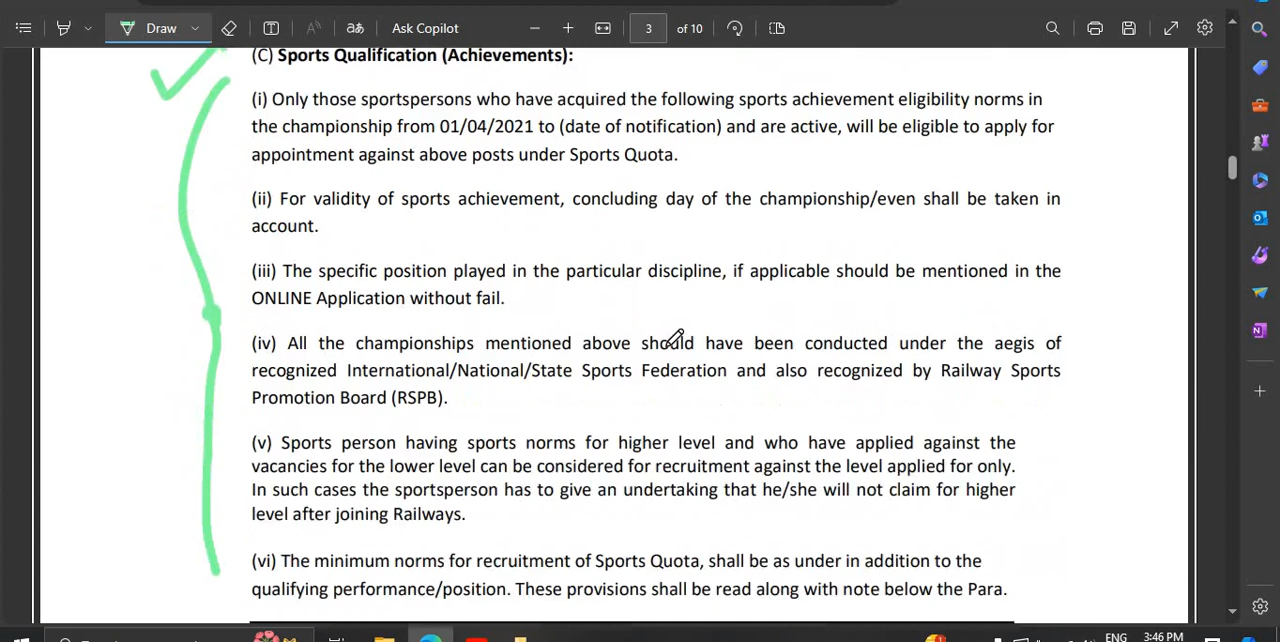 Draw
Ask Copilot
3 of 10
(C) Sports Qualification (Achievements):
(i) Only those sportspersons who have acquired the following sports achievement eligibility norms in
the championship from 01/04/2021 to (date of notification) and are active, will be eligible to apply for
appointment against above posts under Sports Quota.
(ii) For validity of sports achievement, concluding day of the championship/even shall be taken in
account.
(iii) The specific position played in the particular discipline, if applicable should be mentioned in the
ONLINE Application without fail.
(iv) All the championships mentioned above should have been conducted under the aegis of
recognized International/National/State Sports Federation and also recognized by Railway Sports
Promotion Board (RSPB).
(v) Sports person having sports norms for higher level and who have applied against the
vacancies for the lower level can be considered for recruitment against the level applied for only.
In such cases the sportsperson has to give an undertaking that he/she will not claim for higher
level after joining Railways.
(vi) The minimum norms for recruitment of Sports Quota, shall be as under in addition to the
qualifying performance/position. These provisions shall be read along with note below the Para.
ENG
3:46 PM